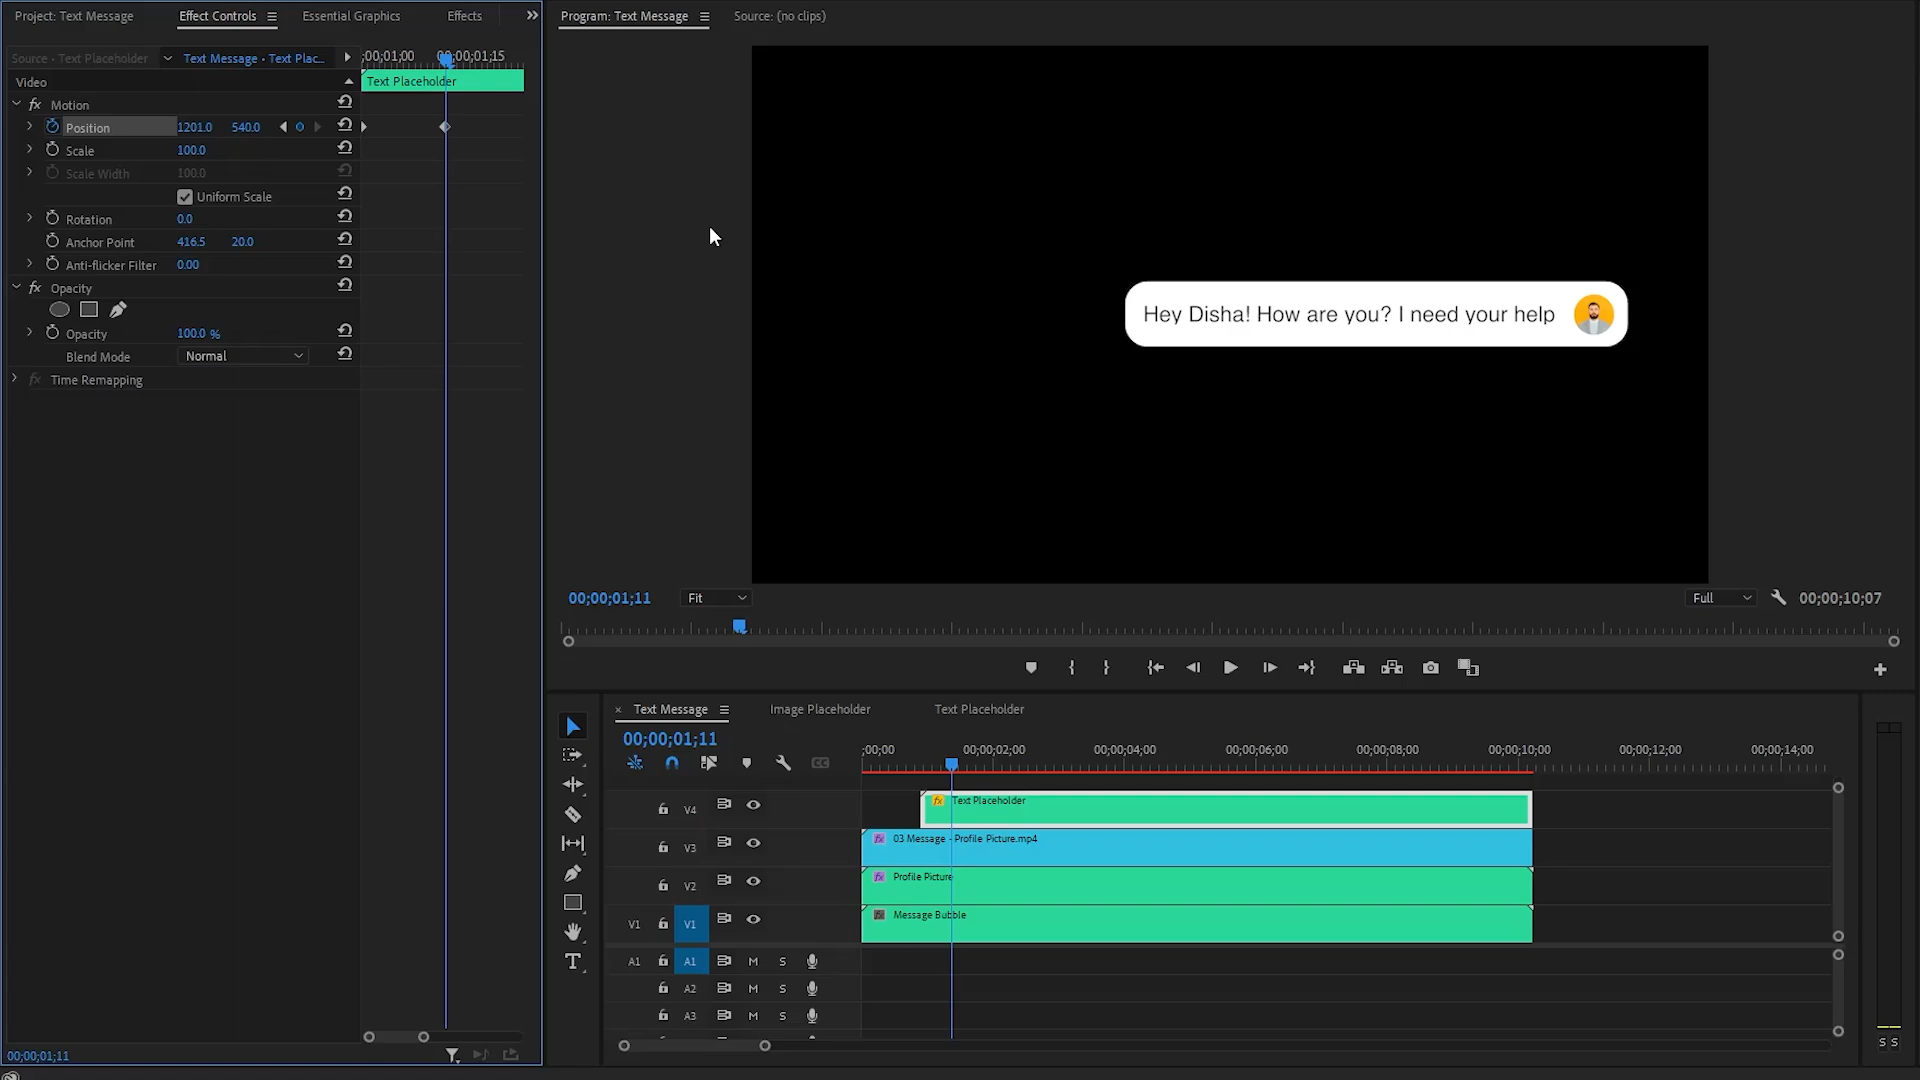 Project: Text Message
Effect Controls
Essential Graphics
Effects
Program: Text Message
Source: (no clips)
Source · Text Placeholder
Text Message · Text Plac...
;00;01;00
00;00;01;15
Video
Text Placeholder
fx Motion
Position 1201.0 540.0
Scale 100.0
Scale Width 100.0
Uniform Scale
Rotation 0.0
Anchor Point 416.5 20.0
Anti-flicker Filter 0.00
fx Opacity
Opacity 100.0 %
Blend Mode Normal
fx Time Remapping
Hey Disha! How are you? I need your help
00;00;01;11
Fit
Full
00;00;10;07
Text Message
Image Placeholder
Text Placeholder
00;00;01;11
;00;00
00;00;02;00
00;00;04;00
00;00;06;00
00;00;08;00
00;00;10;00
00;00;12;00
00;00;14;00
V4
fx Text Placeholder
V3
fx 03 Message - Profile Picture.mp4
V2
fx Profile Picture
V1 V1
fx Message Bubble
A1 A1 M S
A2 M S
A3 M S
S S
00;00;01;11